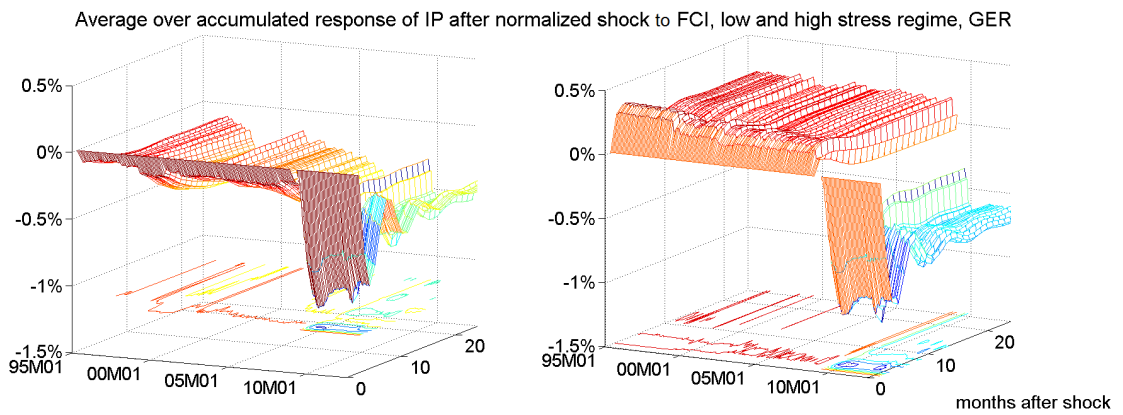 Average over accumulated response of IP after normalized shock to FCI, low and high stress regime, GER
0.5%
0%
-0.5%
-1%
-1.5%
95M01
00M01
05M01
10M01
0
10
20
0.5%
0%
-0.5%
-1%
-1.5%
95M01
00M01
05M01
10M01
0
10
20
months after shock